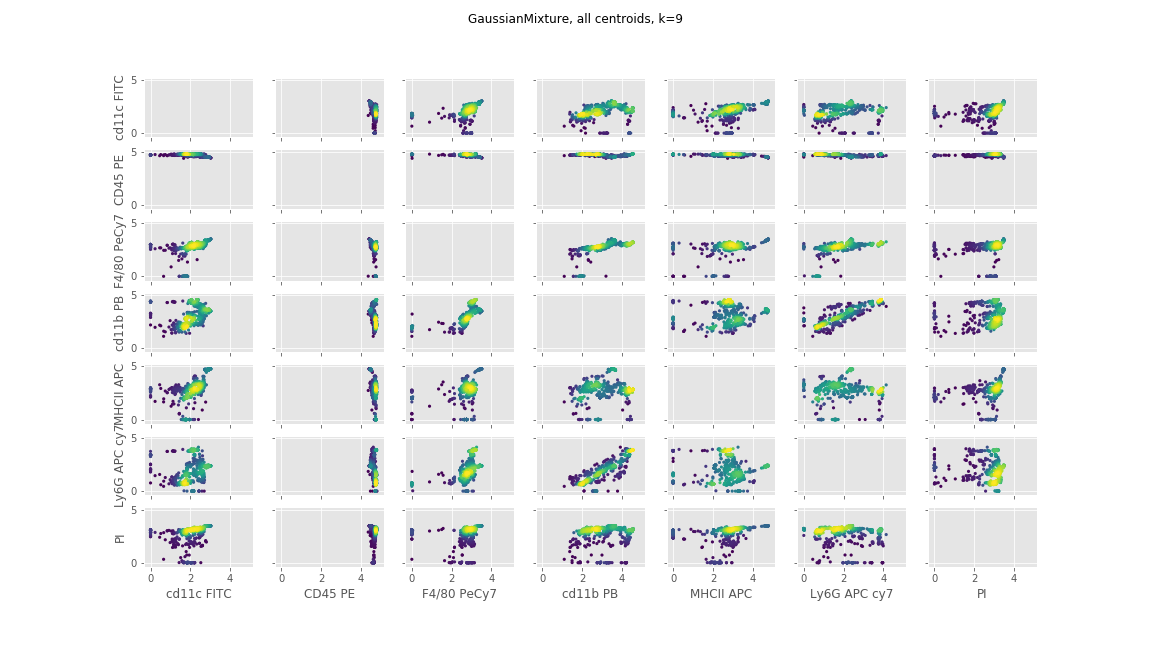 GaussianMixture, all centroids, k=9
cd11c FITC
5
0
CD45 PE
5
0
F4/80 PeCy7
5
0
cd11b PB
5
0
MHCII APC
5
0
Ly6G APC cy7
5
0
PI
5
0
0 2 4 0 2 4 0 2 4 0 2 4 0 2 4 0 2 4 0 2 4
cd11c FITC CD45 PE F4/80 PeCy7 cd11b PB MHCII APC Ly6G APC cy7 PI